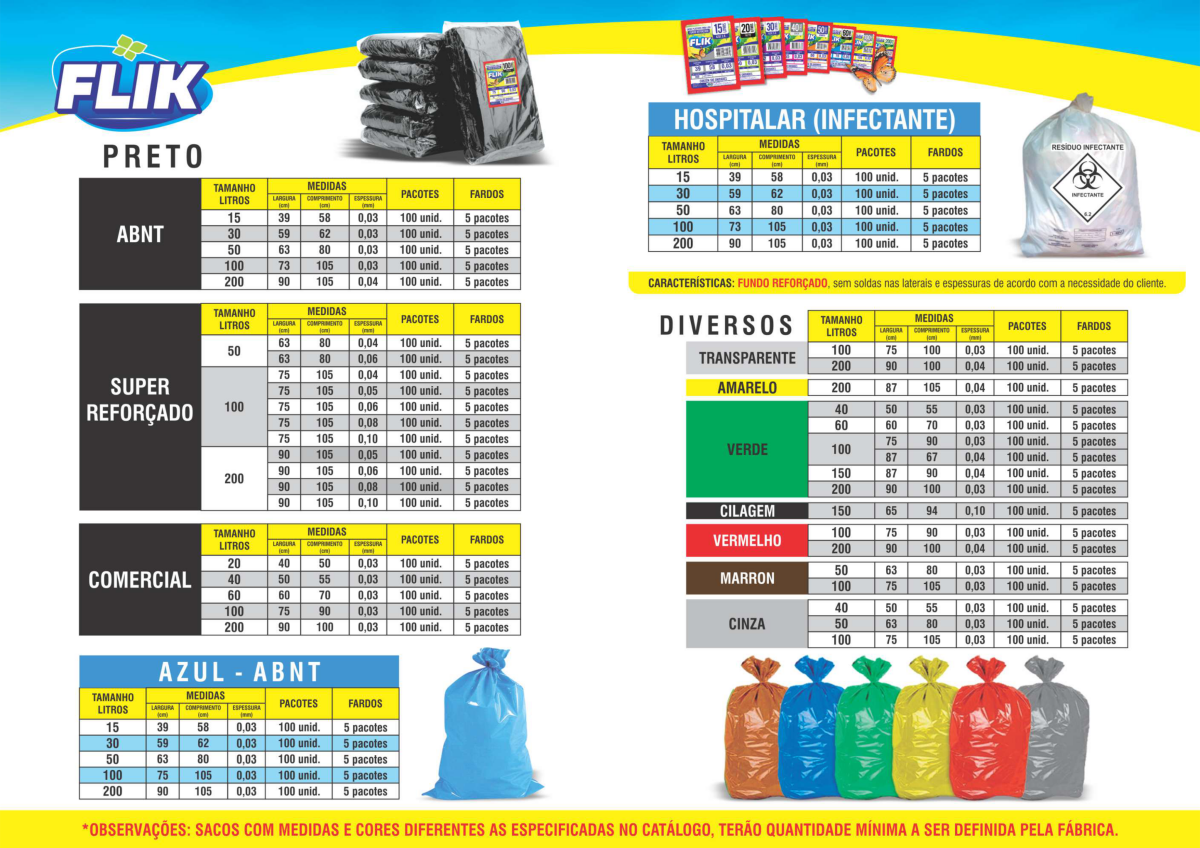 FLIK
PRETO
ABNT
TAMANHO LITROS MEDIDAS PACOTES FARDOS
LARGURA (cm) COMPRIMENTO (cm) ESPESSURA (mm)
15 39 58 0,03 100 unid. 5 pacotes
30 59 62 0,03 100 unid. 5 pacotes
50 63 80 0,03 100 unid. 5 pacotes
100 73 105 0,03 100 unid. 5 pacotes
200 90 105 0,04 100 unid. 5 pacotes
SUPER
REFORÇADO
TAMANHO LITROS MEDIDAS PACOTES FARDOS
LARGURA (cm) COMPRIMENTO (cm) ESPESSURA (mm)
50 63 80 0,04 100 unid. 5 pacotes
63 80 0,06 100 unid. 5 pacotes
100 75 105 0,04 100 unid. 5 pacotes
75 105 0,05 100 unid. 5 pacotes
75 105 0,06 100 unid. 5 pacotes
75 105 0,08 100 unid. 5 pacotes
75 105 0,10 100 unid. 5 pacotes
200 90 105 0,05 100 unid. 5 pacotes
90 105 0,06 100 unid. 5 pacotes
90 105 0,08 100 unid. 5 pacotes
90 105 0,10 100 unid. 5 pacotes
COMERCIAL
TAMANHO LITROS MEDIDAS PACOTES FARDOS
LARGURA (cm) COMPRIMENTO (cm) ESPESSURA (mm)
20 40 50 0,03 100 unid. 5 pacotes
40 50 55 0,03 100 unid. 5 pacotes
60 60 70 0,03 100 unid. 5 pacotes
100 75 90 0,03 100 unid. 5 pacotes
200 90 100 0,03 100 unid. 5 pacotes
AZUL - ABNT
TAMANHO LITROS MEDIDAS PACOTES FARDOS
LARGURA (cm) COMPRIMENTO (cm) ESPESSURA (mm)
15 39 58 0,03 100 unid. 5 pacotes
30 59 62 0,03 100 unid. 5 pacotes
50 63 80 0,03 100 unid. 5 pacotes
100 75 105 0,03 100 unid. 5 pacotes
200 90 105 0,03 100 unid. 5 pacotes
HOSPITALAR (INFECTANTE)
TAMANHO LITROS MEDIDAS PACOTES FARDOS
LARGURA (cm) COMPRIMENTO (cm) ESPESSURA (mm)
15 39 58 0,03 100 unid. 5 pacotes
30 59 62 0,03 100 unid. 5 pacotes
50 63 80 0,03 100 unid. 5 pacotes
100 73 105 0,03 100 unid. 5 pacotes
200 90 105 0,03 100 unid. 5 pacotes
RESÍDUO INFECTANTE
INFECTANTE
6.2
CARACTERÍSTICAS: FUNDO REFORÇADO, sem soldas nas laterais e espessuras de acordo com a necessidade do cliente.
DIVERSOS
TAMANHO LITROS MEDIDAS PACOTES FARDOS
LARGURA (cm) COMPRIMENTO (cm) ESPESSURA (mm)
TRANSPARENTE
100 75 100 0,03 100 unid. 5 pacotes
200 90 100 0,04 100 unid. 5 pacotes
AMARELO 200 87 105 0,04 100 unid. 5 pacotes
VERDE
40 50 55 0,03 100 unid. 5 pacotes
60 60 70 0,03 100 unid. 5 pacotes
100 75 90 0,03 100 unid. 5 pacotes
87 67 0,04 100 unid. 5 pacotes
150 87 90 0,04 100 unid. 5 pacotes
200 90 100 0,03 100 unid. 5 pacotes
CILAGEM 150 65 94 0,10 100 unid. 5 pacotes
VERMELHO
100 75 90 0,03 100 unid. 5 pacotes
200 90 100 0,04 100 unid. 5 pacotes
MARRON
50 63 80 0,03 100 unid. 5 pacotes
100 75 105 0,03 100 unid. 5 pacotes
CINZA
40 50 55 0,03 100 unid. 5 pacotes
50 63 80 0,03 100 unid. 5 pacotes
100 75 105 0,03 100 unid. 5 pacotes
*OBSERVAÇÕES: SACOS COM MEDIDAS E CORES DIFERENTES AS ESPECIFICADAS NO CATÁLOGO, TERÃO QUANTIDADE MÍNIMA A SER DEFINIDA PELA FÁBRICA.